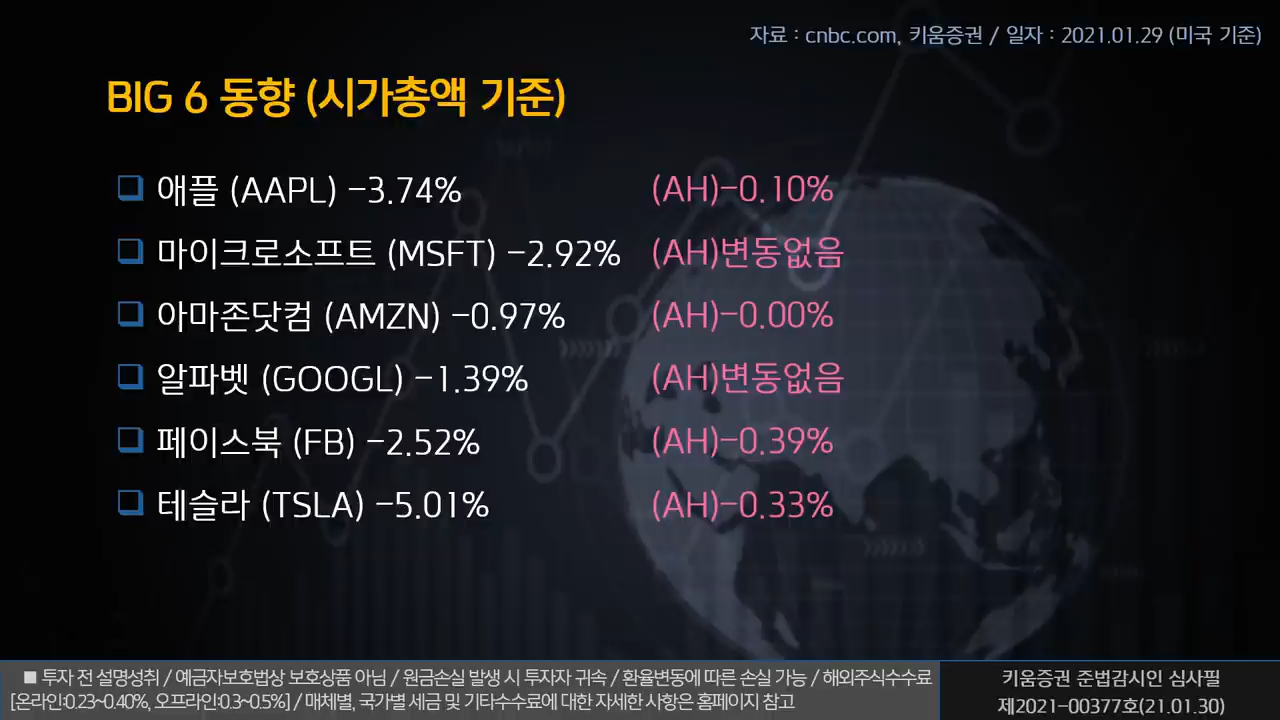 자료 : cnbc.com, 키움증권 / 일자 : 2021.01.29 (미국 기준)
BIG 6 동향 (시가총액 기준)
애플 (AAPL) -3.74% (AH)-0.10%
마이크로소프트 (MSFT) -2.92% (AH)변동없음
아마존닷컴 (AMZN) -0.97% (AH)-0.00%
알파벳 (GOOGL) -1.39% (AH)변동없음
페이스북 (FB) -2.52% (AH)-0.39%
테슬라 (TSLA) -5.01% (AH)-0.33%
■ 투자 전 설명성취 / 예금자보호법상 보호상품 아님 / 원금손실 발생 시 투자자 귀속 / 환율변동에 따른 손실 가능 / 해외주식수수료
[온라인:0.23~0.40%, 오프라인:0.3~0.5%] / 매체별, 국가별 세금 및 기타수수료에 대한 자세한 사항은 홈페이지 참고
키움증권 준법감시인 심사필
제2021-00377호(21.01.30)